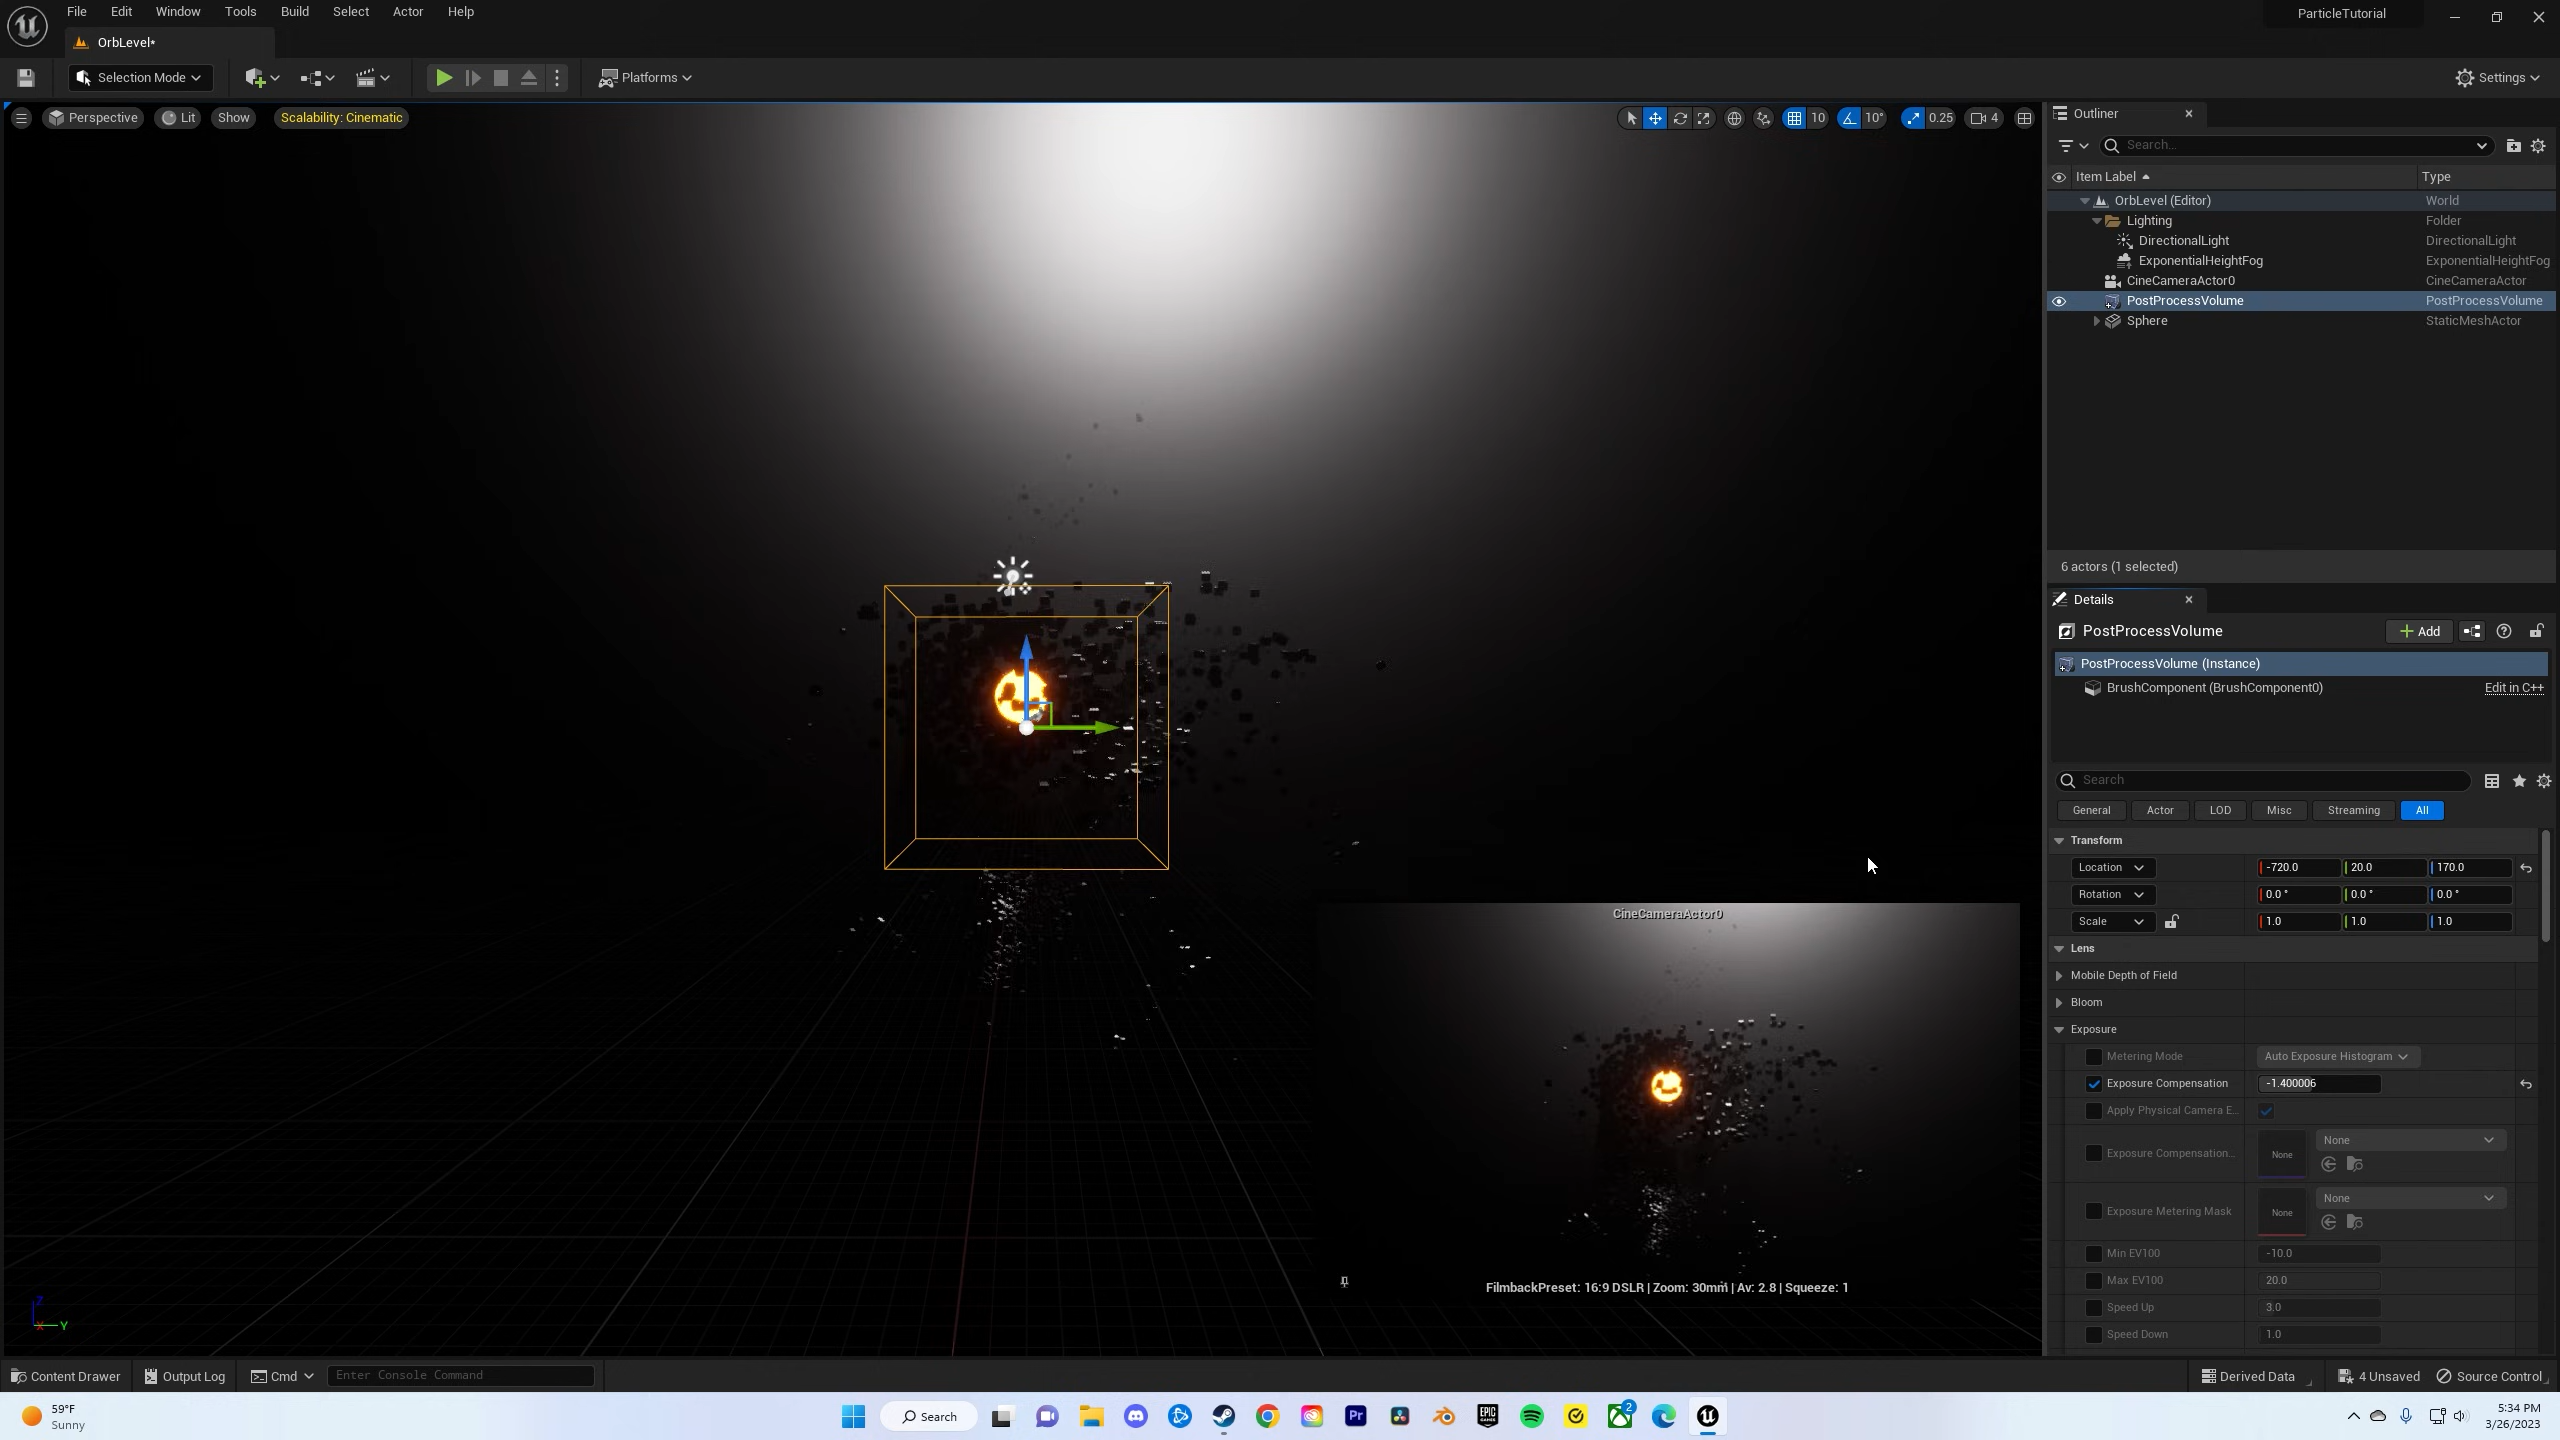 File Edit Window Tools Build Select Actor Help
ParticleTutorial
OrbLevel*
Selection Mode
Platforms
Settings
Perspective
Lit
Show
Scalability: Cinematic
10
10°
0.25
4
Outliner
Search...
Item Label
Type
OrbLevel (Editor)
World
Lighting
Folder
DirectionalLight
DirectionalLight
ExponentialHeightFog
ExponentialHeightFog
CineCameraActor0
CineCameraActor
PostProcessVolume
PostProcessVolume
Sphere
StaticMeshActor
6 actors (1 selected)
Details
PostProcessVolume
Add
PostProcessVolume (Instance)
BrushComponent (BrushComponent0)
Edit in C++
Search
General
Actor
LOD
Misc
Streaming
All
Transform
Location
-720.0
20.0
170.0
Rotation
0.0 °
0.0 °
0.0 °
Scale
1.0
1.0
1.0
Lens
Mobile Depth of Field
Bloom
Exposure
Metering Mode
Auto Exposure Histogram
Exposure Compensation
-1.400006
Apply Physical Camera E...
Exposure Compensation...
None
None
Exposure Metering Mask
None
None
Min EV100
-10.0
Max EV100
20.0
Speed Up
3.0
Speed Down
1.0
CineCameraActor0
FilmbackPreset: 16:9 DSLR | Zoom: 30mm | Av: 2.8 | Squeeze: 1
Z
X
Y
Content Drawer
Output Log
Cmd
Enter Console Command
Derived Data
4 Unsaved
Source Control
59°F
Sunny
Search
Pr
EPIC
GAMES
2
5:34 PM
3/26/2023